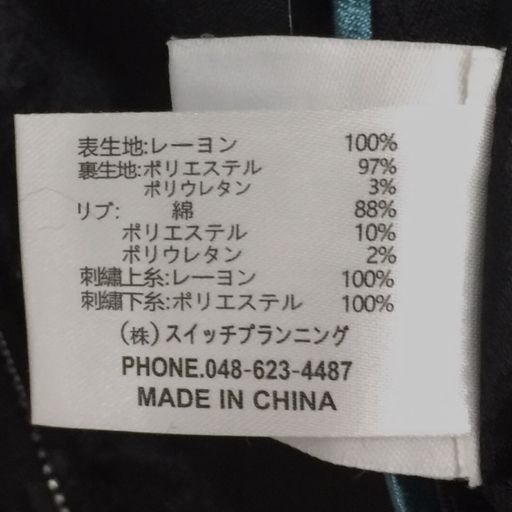 表生地:レーヨン 100%
裏生地:ポリエステル 97%
ポリウレタン 3%
リブ: 綿 88%
ポリエステル 10%
ポリウレタン 2%
刺繍上糸:レーヨン 100%
刺繍下糸:ポリエステル 100%
(株)スイッチプランニング
PHONE.048-623-4487
MADE IN CHINA